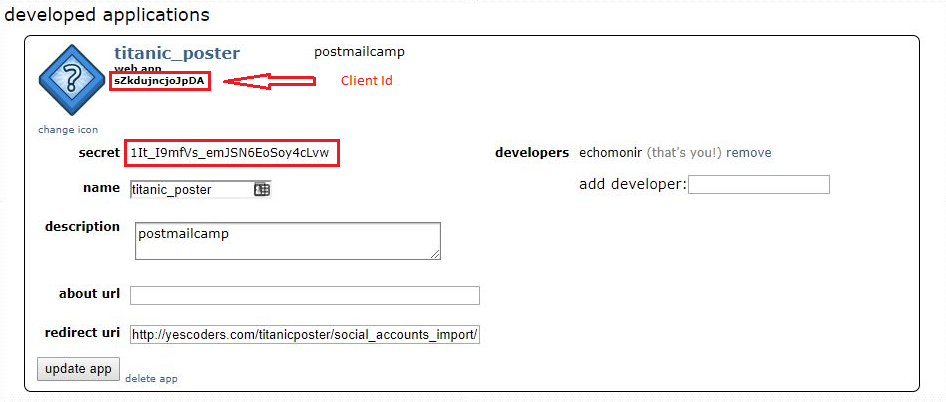 developed applications
titanic_poster
postmailcamp
web app
sZkdujncjoJpDA
Client Id
?
change icon
secret 1It_I9mfVs_emJSN6EoSoy4cLvw
developers echomonir (that's you!) remove
name titanic_poster
add developer:
description postmailcamp
about url
redirect uri http://yescoders.com/titanicposter/social_accounts_import/
update app delete app